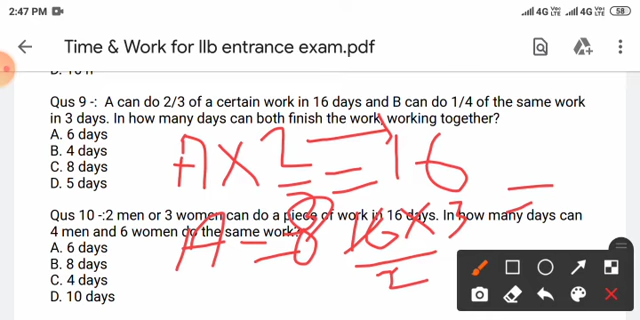 2:47 PM 4G 4G 58
Time & Work for llb entrance exam.pdf
Qus 9 -: A can do 2/3 of a certain work in 16 days and B can do 1/4 of the same work
in 3 days. In how many days can both finish the work, working together?
A. 6 days
B. 4 days
C. 8 days
D. 5 days
A × 2 = 16
3
A = 8 16 × 3 =
2
Qus 10 -:2 men or 3 women can do a piece of work in 16 days. In how many days can
4 men and 6 women do the same work?
A. 6 days
B. 8 days
C. 4 days
D. 10 days